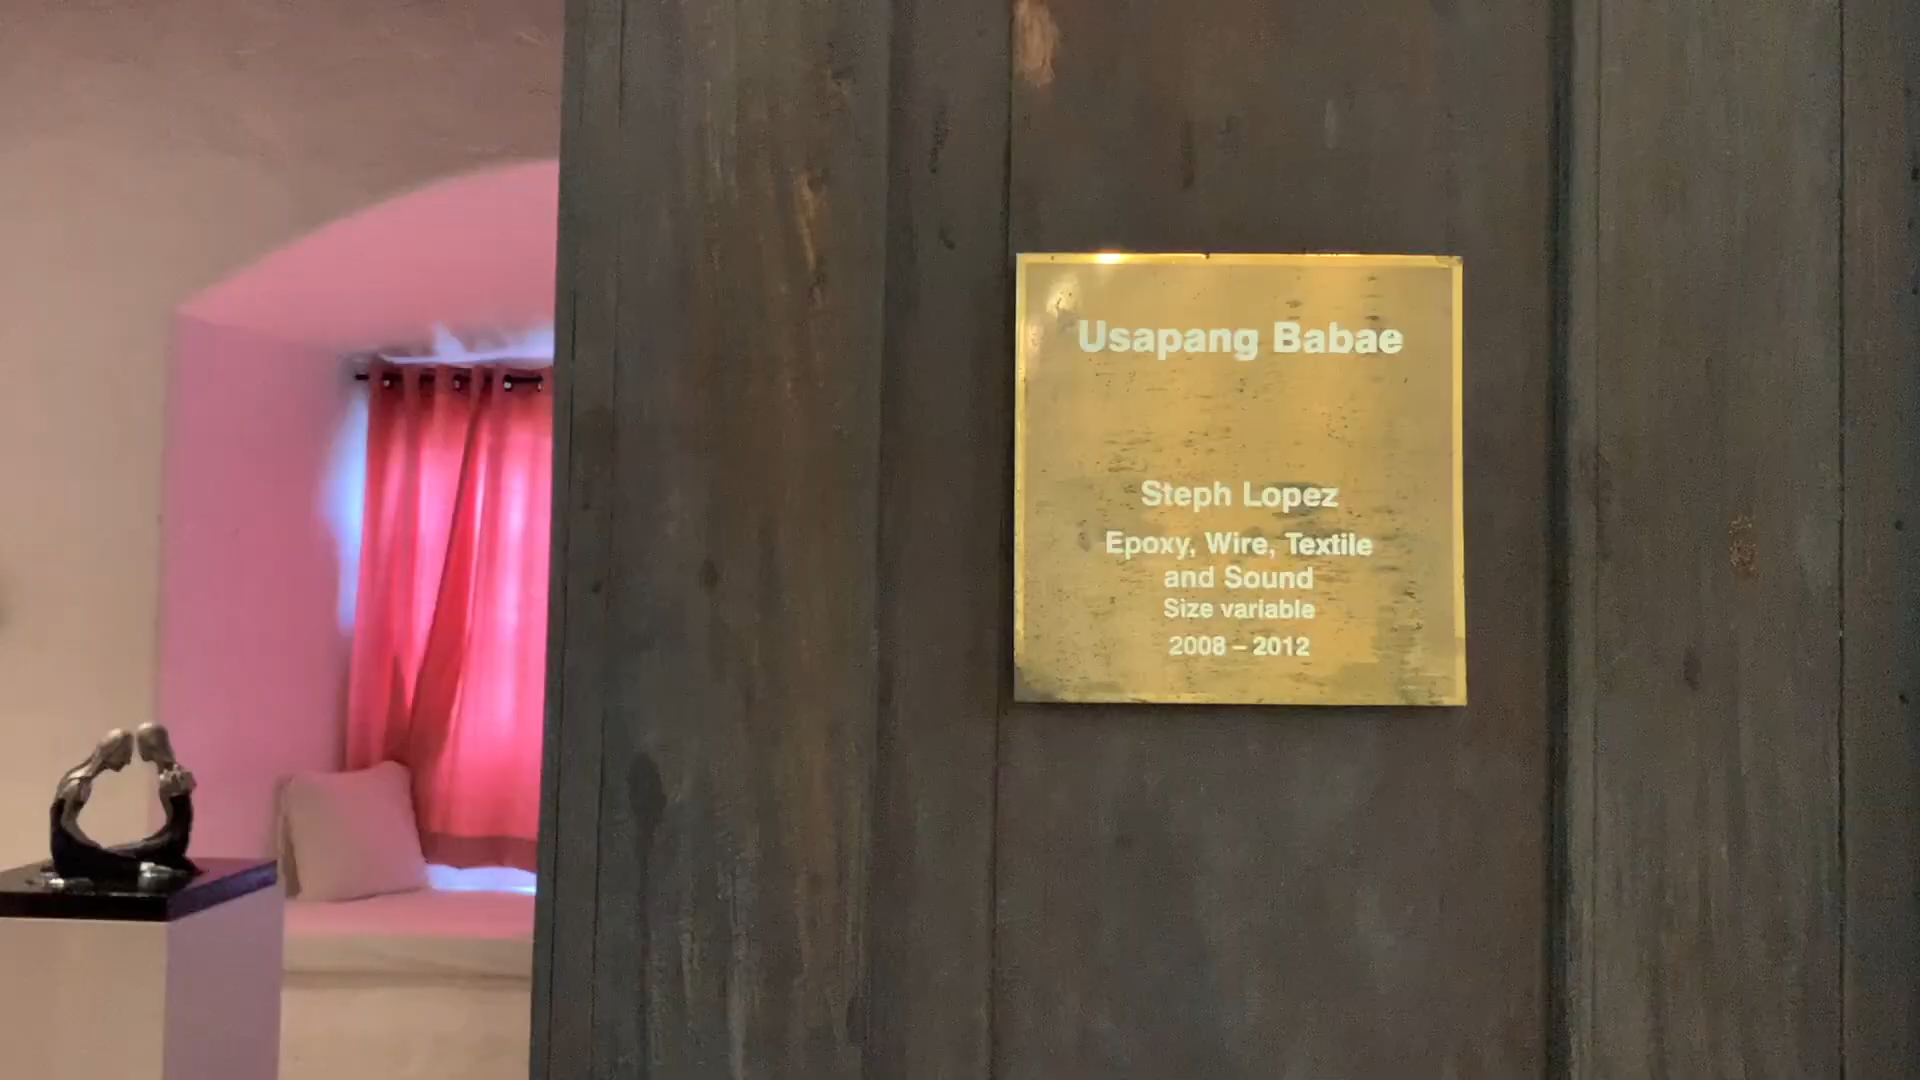 Usapang Babae
Steph Lopez
Epoxy, Wire, Textile
and Sound
Size variable
2008 – 2012